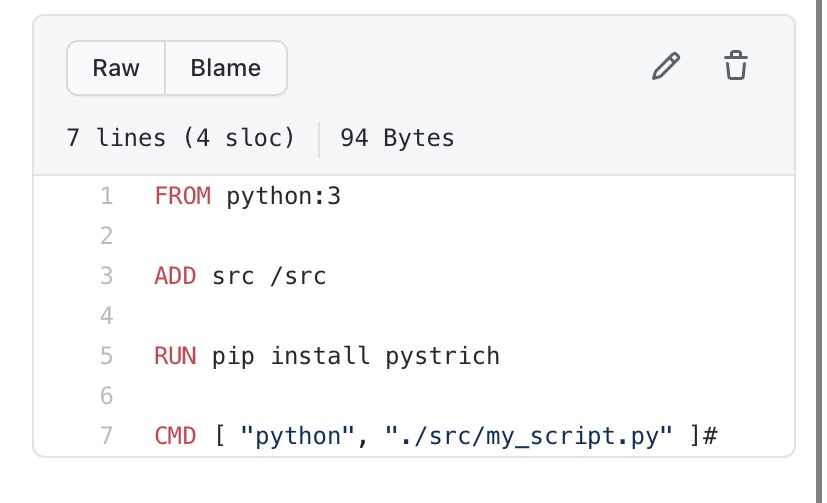 Raw Blame
7 lines (4 sloc) 94 Bytes
1 FROM python:3
2
3 ADD src /src
4
5 RUN pip install pystrich
6
7 CMD [ "python", "./src/my_script.py" ]#